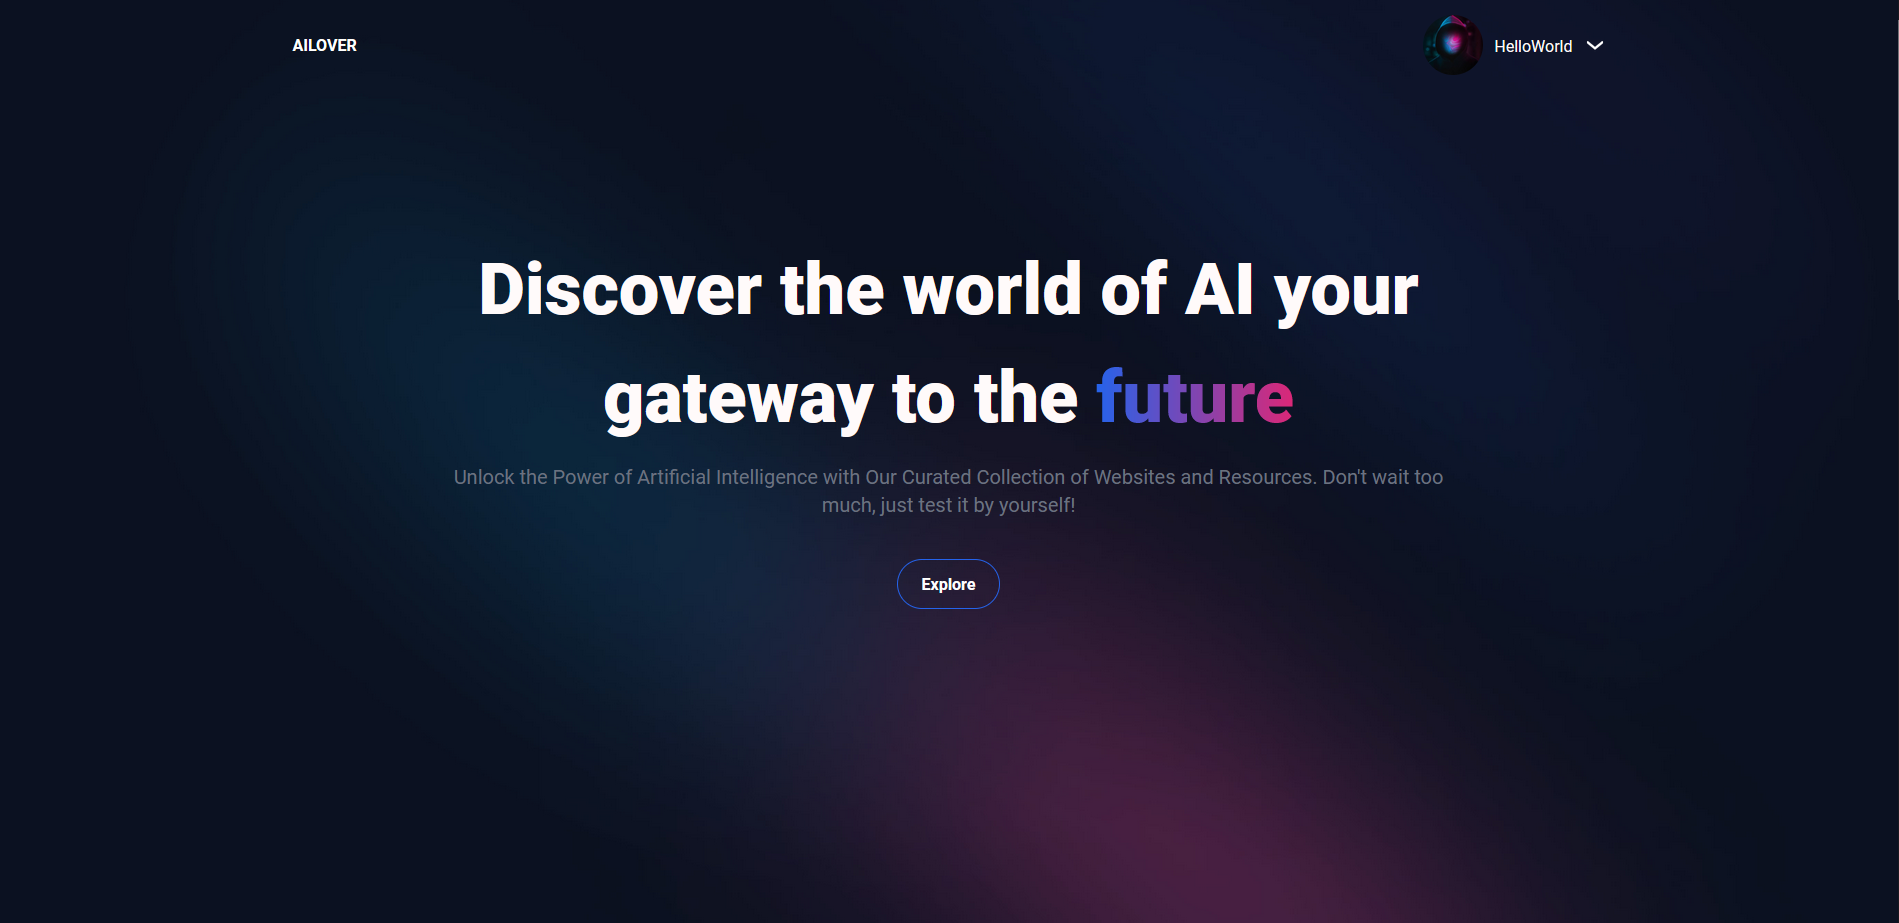 AILOVER
HelloWorld
Discover the world of AI your
gateway to the future
Unlock the Power of Artificial Intelligence with Our Curated Collection of Websites and Resources. Don't wait too
much, just test it by yourself!
Explore